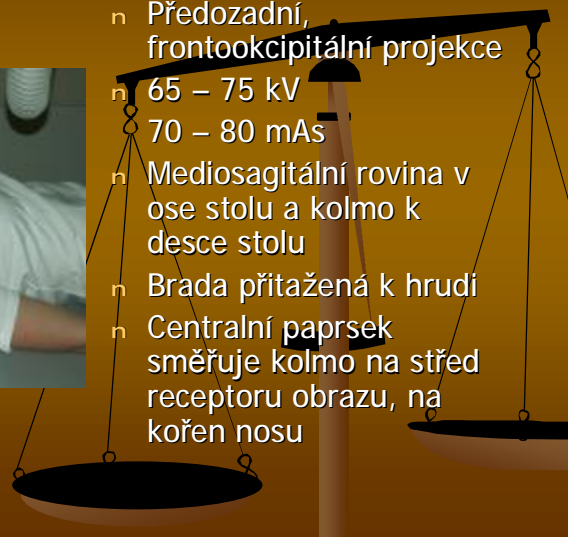 n Předozadní,
frontookcipitální projekce
n 65 – 75 kV
70 – 80 mAs
n Mediosagitální rovina v
ose stolu a kolmo k
desce stolu
n Brada přitažená k hrudi
n Centralní paprsek
směřuje kolmo na střed
receptoru obrazu, na
kořen nosu